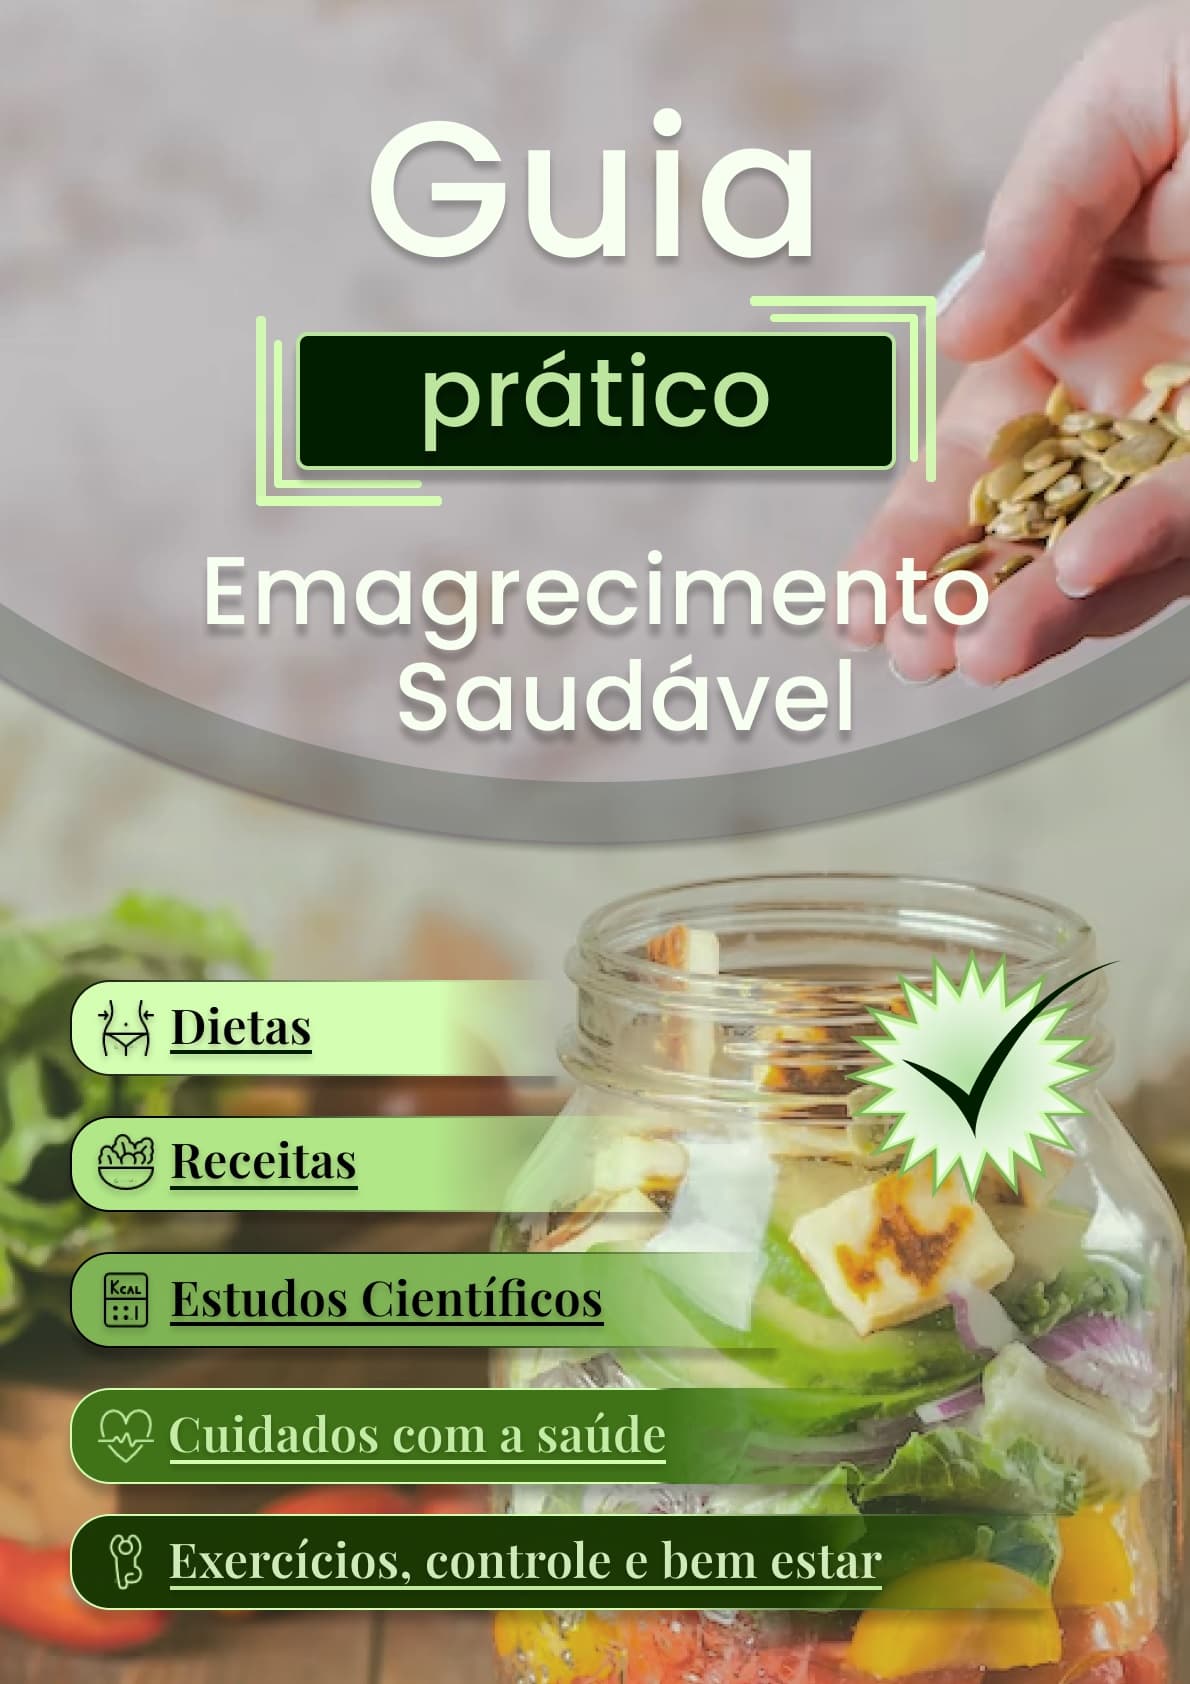 Guia
prático
Emagrecimento
Saudável
Dietas
Receitas
KCAL
Estudos Científicos
Cuidados com a saúde
Exercícios, controle e bem estar